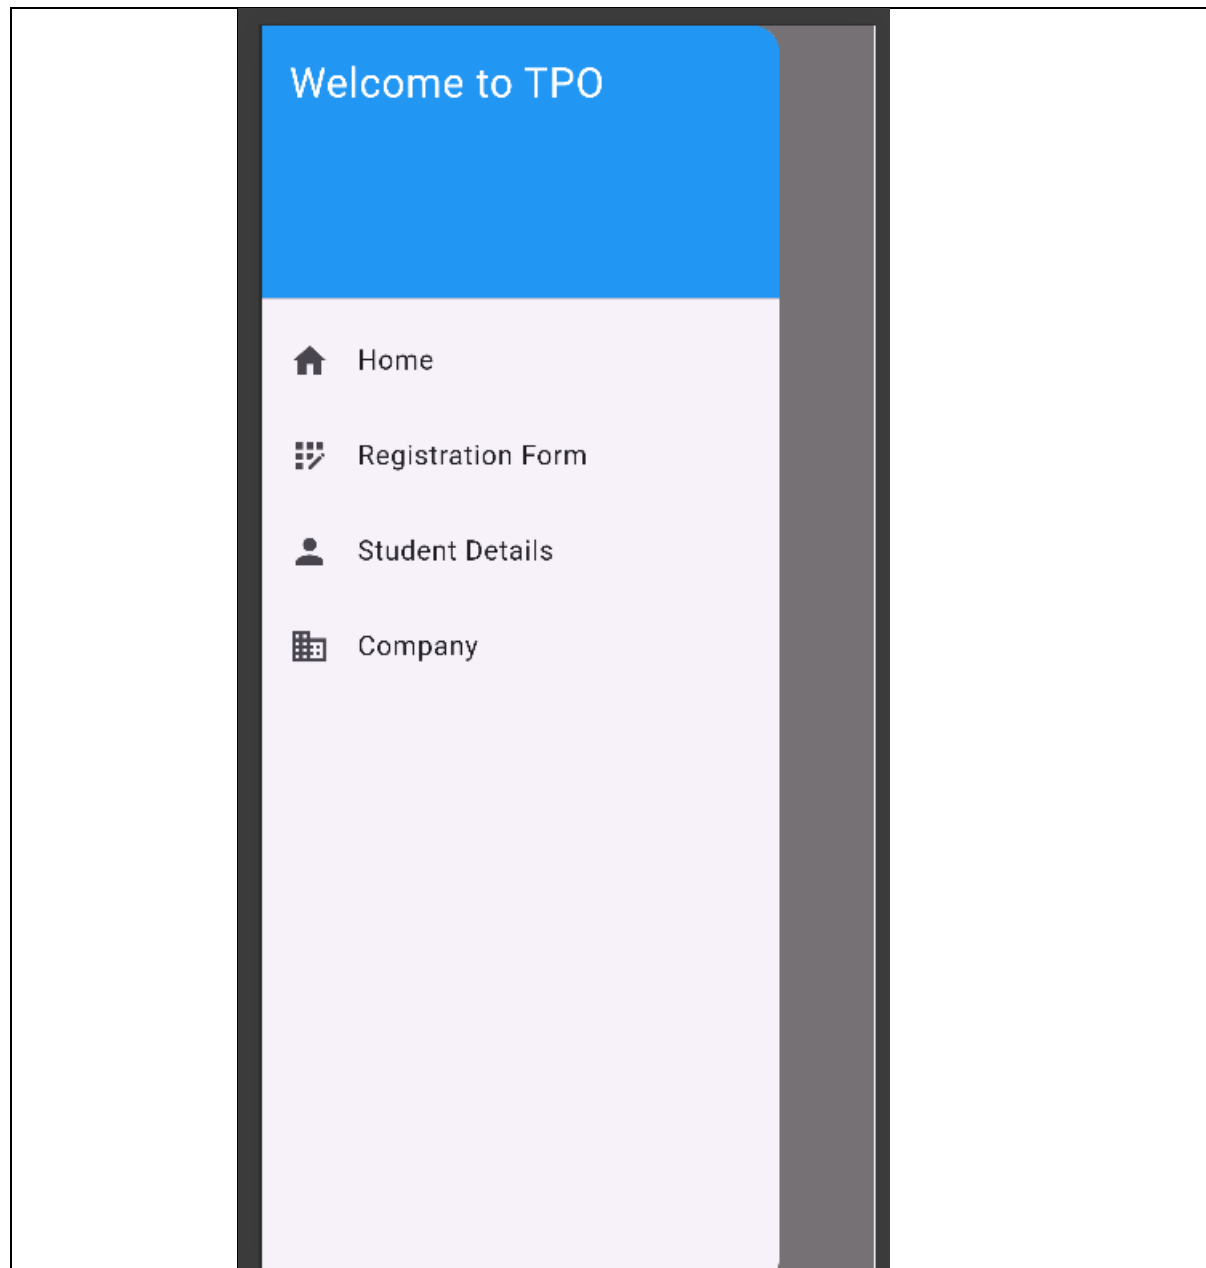 Welcome to TPO
Home
Registration Form
Student Details
Company